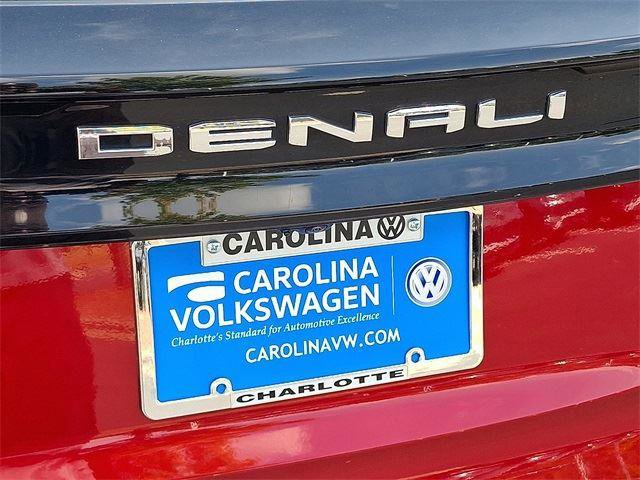 DENALI
CAROLINA
CAROLINA
VOLKSWAGEN
Charlotte's Standard for Automotive Excellence
CAROLINAVW.COM
CHARLOTTE